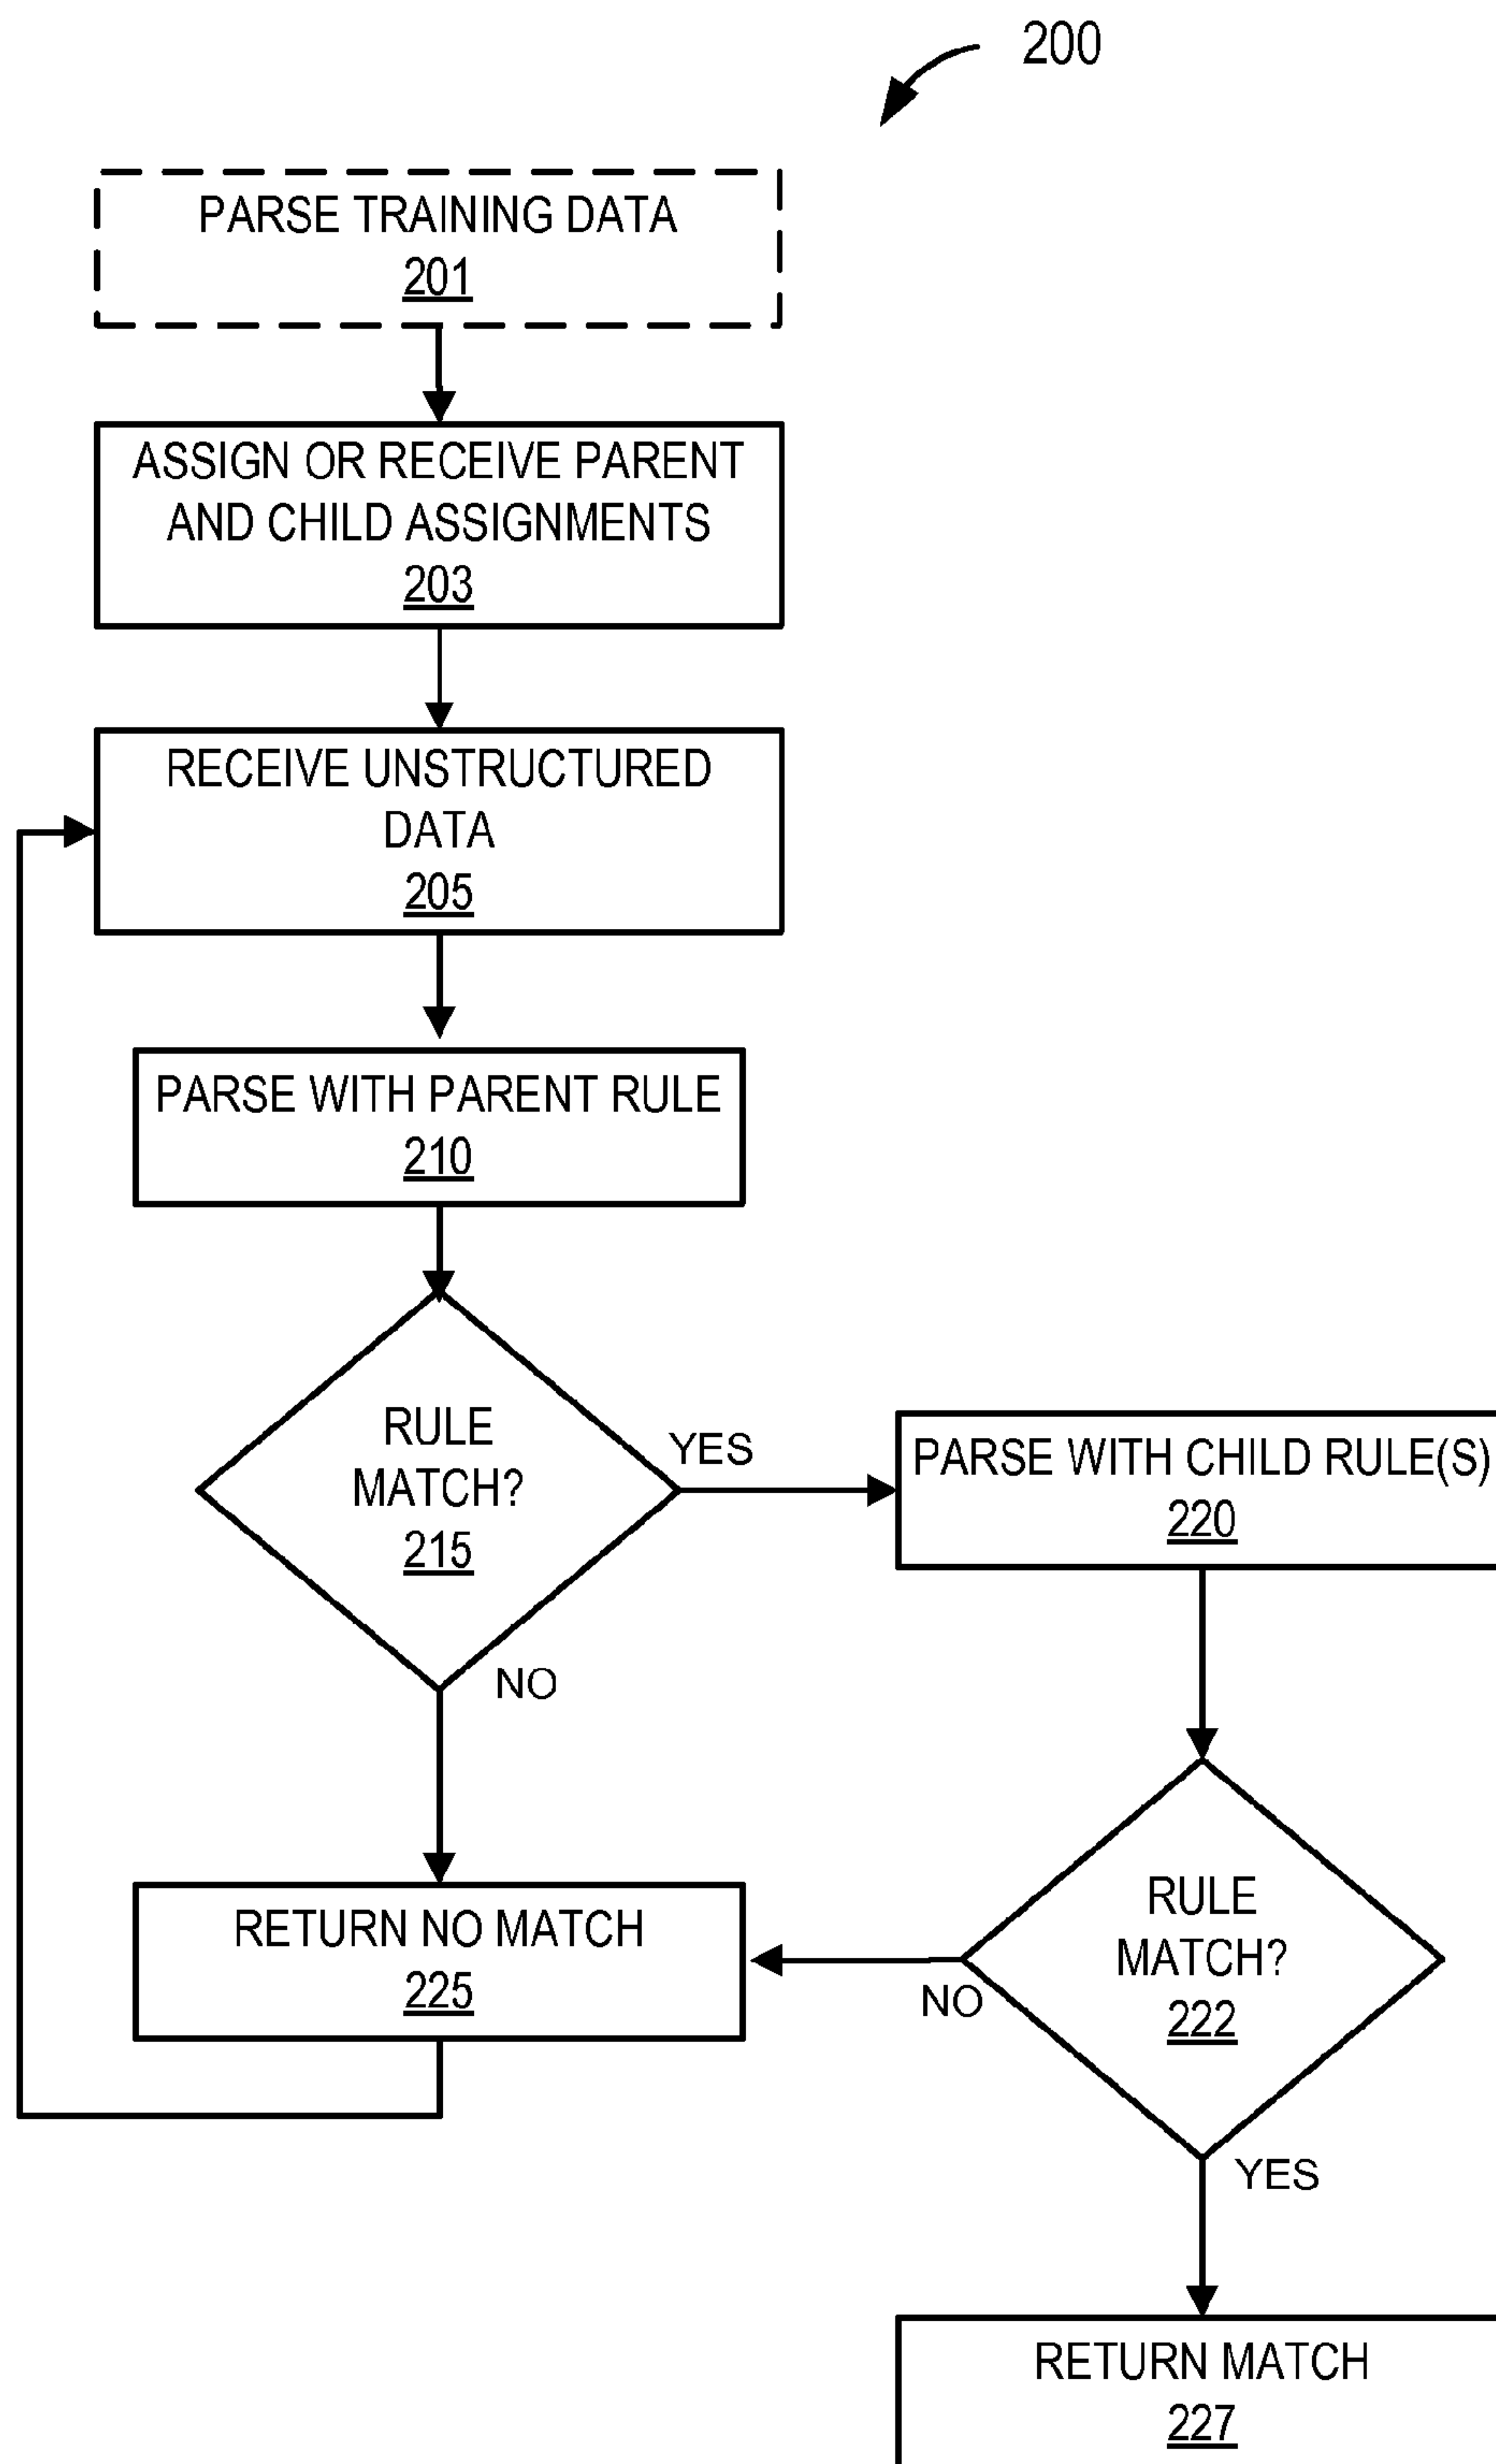 200
PARSE TRAINING DATA
201
ASSIGN OR RECEIVE PARENT
AND CHILD ASSIGNMENTS
203
RECEIVE UNSTRUCTURED
DATA
205
PARSE WITH PARENT RULE
210
RULE
MATCH?
215
YES
NO
PARSE WITH CHILD RULE(S)
220
RULE
MATCH?
222
NO
YES
RETURN NO MATCH
225
RETURN MATCH
227